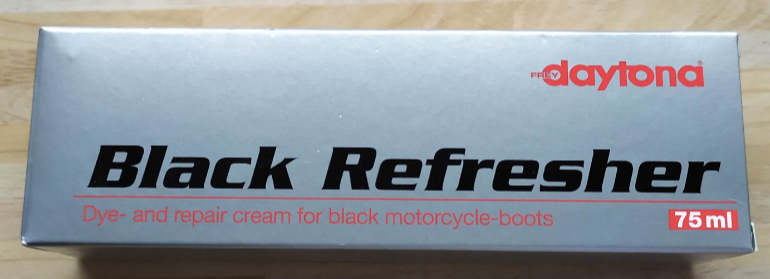 FREY daytona®
Black Refresher
Dye- and repair cream for black motorcycle-boots
75 ml